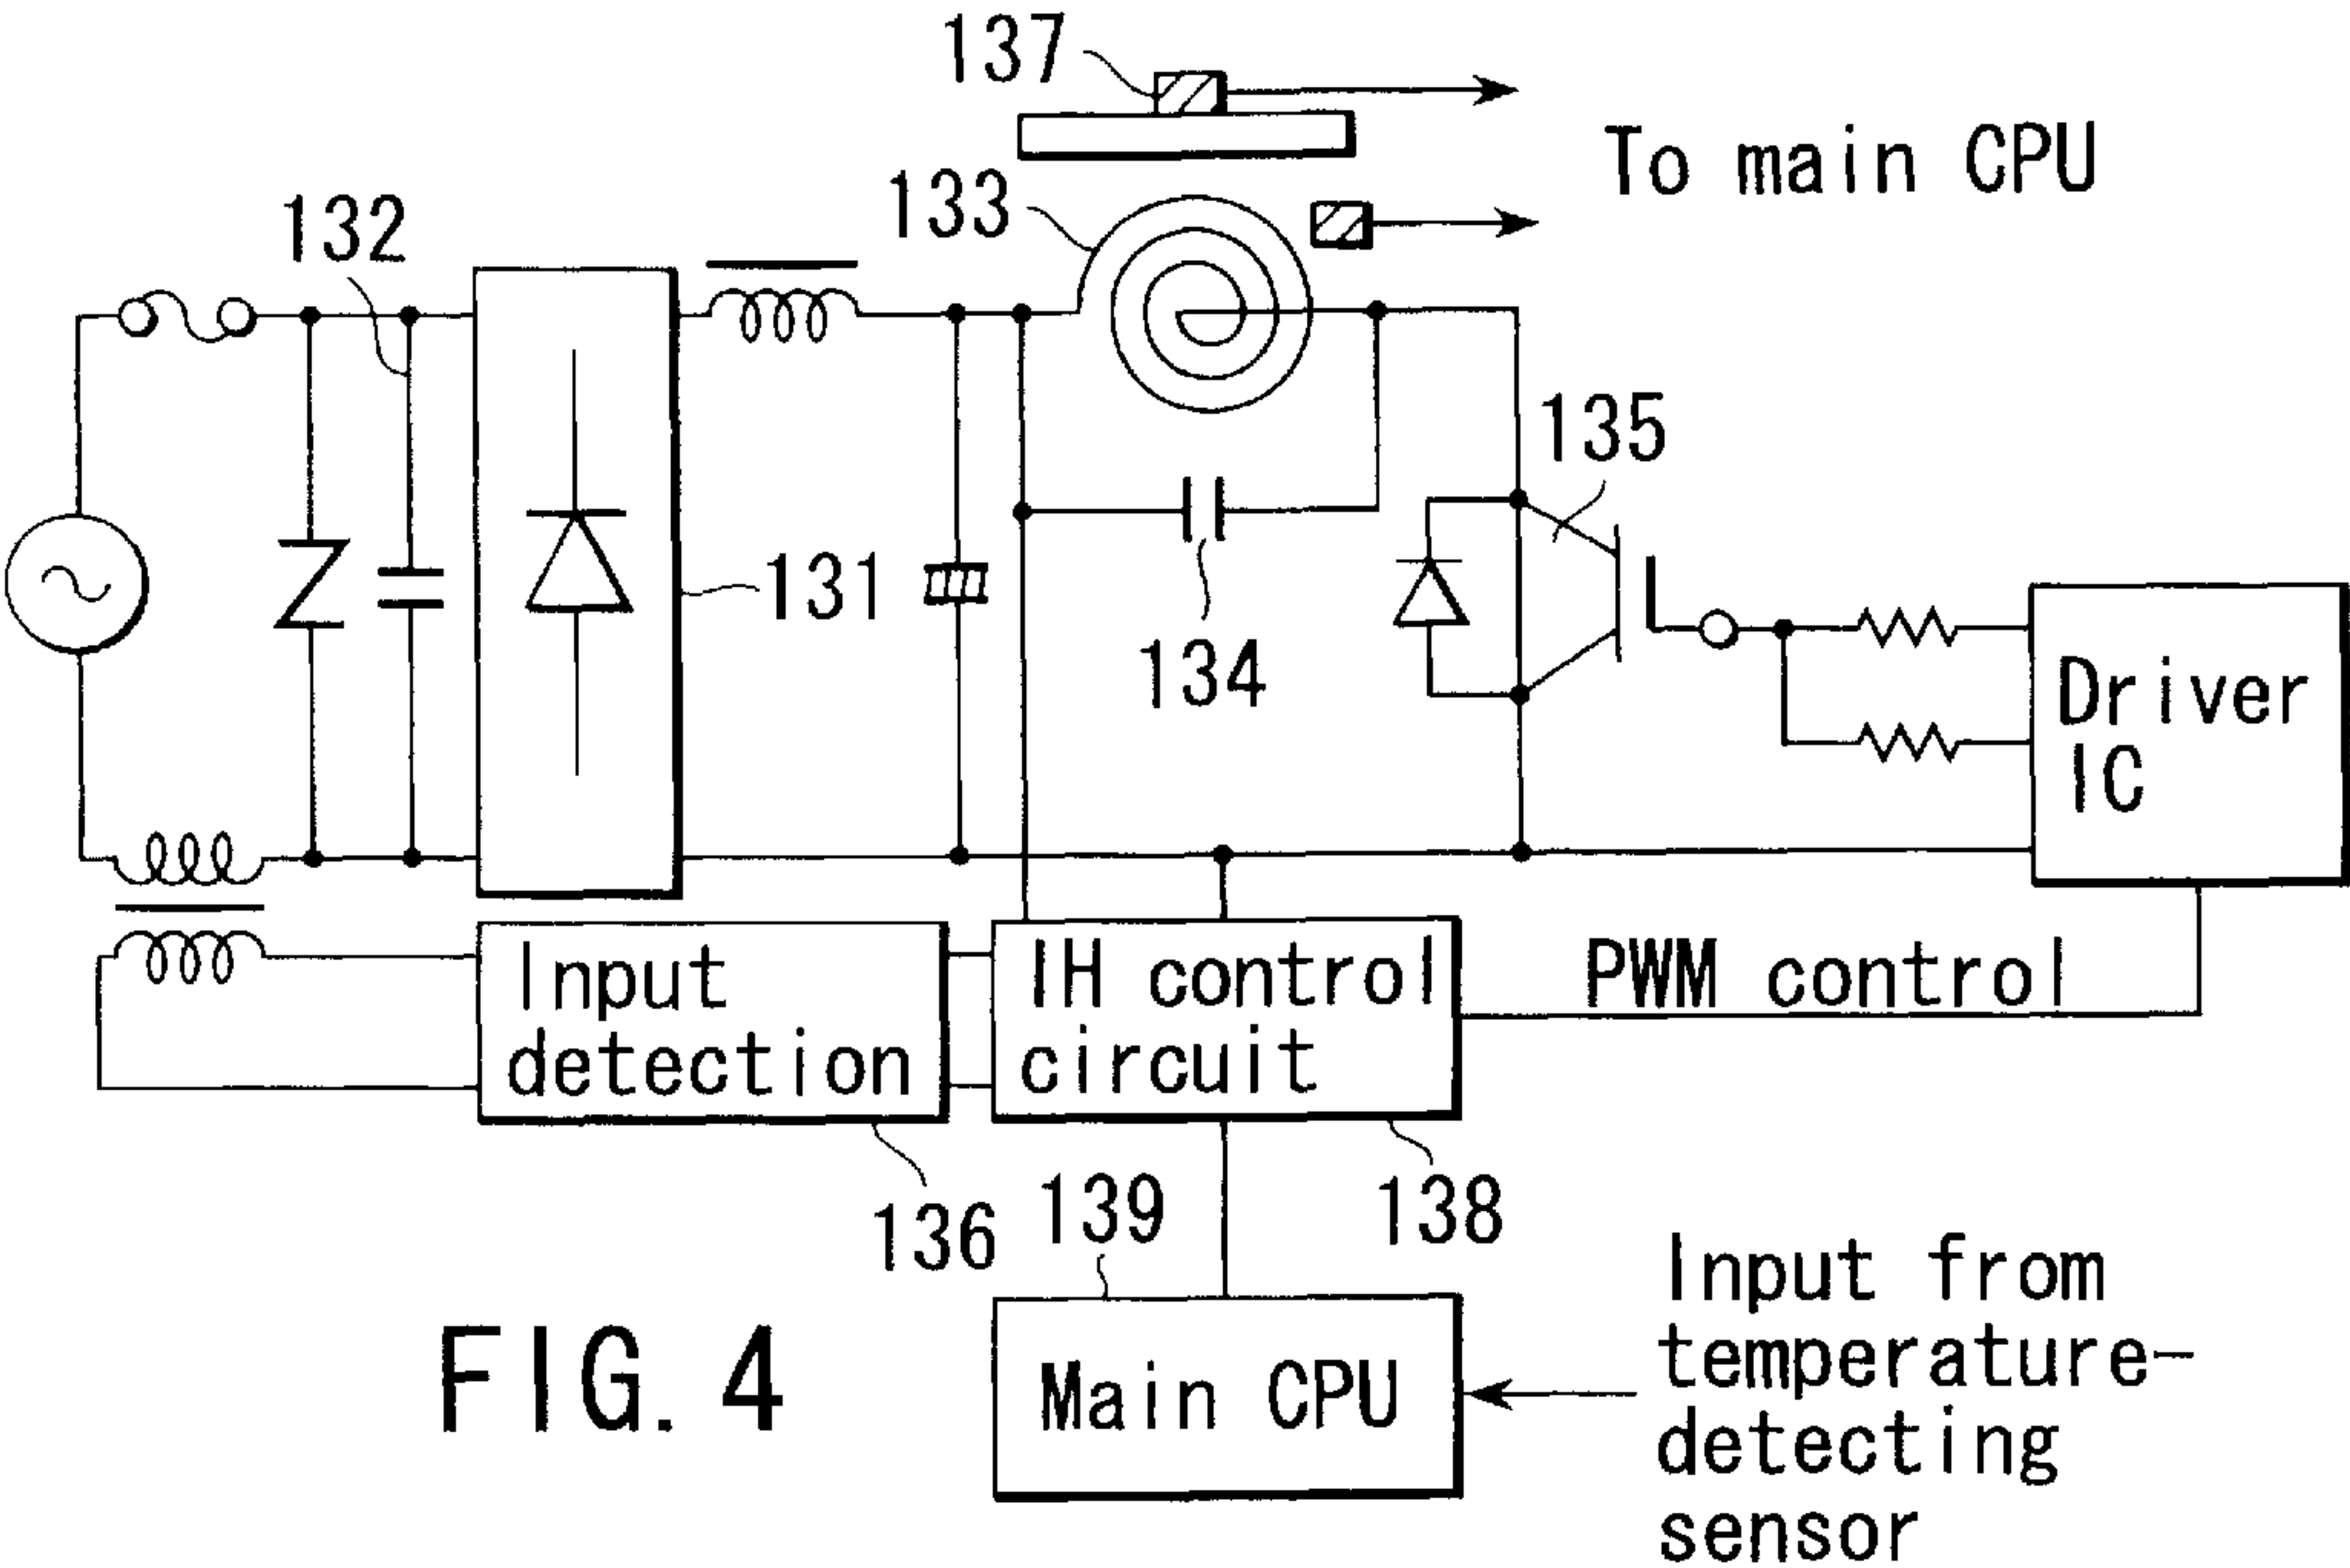 137
To main CPU
133
132
135
131
134
Driver
IC
Input
detection
IH control
circuit
PWM control
136
139
138
Main CPU
Input from
temperature-
detecting
sensor
FIG. 4